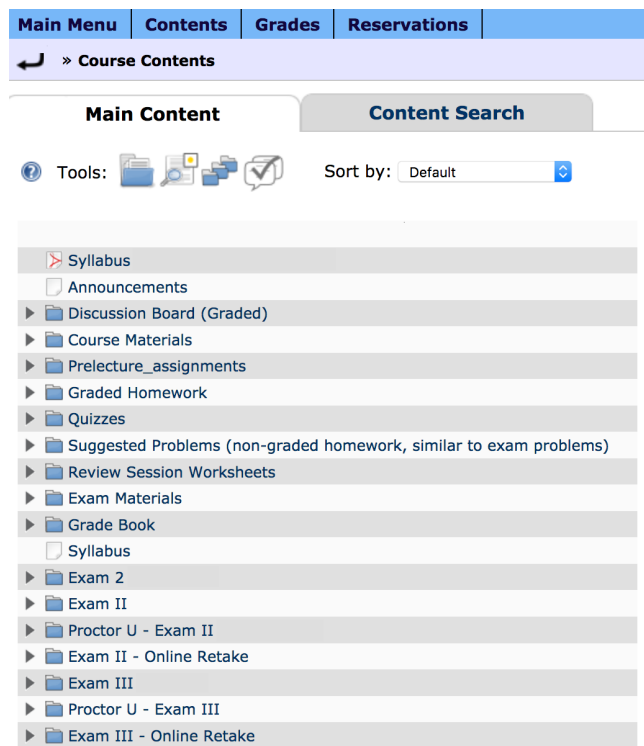 Main Menu Contents Grades Reservations
» Course Contents
Main Content Content Search
Tools: Sort by: Default
Syllabus
Announcements
Discussion Board (Graded)
Course Materials
Prelecture_assignments
Graded Homework
Quizzes
Suggested Problems (non-graded homework, similar to exam problems)
Review Session Worksheets
Exam Materials
Grade Book
Syllabus
Exam 2
Exam II
Proctor U - Exam II
Exam II - Online Retake
Exam III
Proctor U - Exam III
Exam III - Online Retake